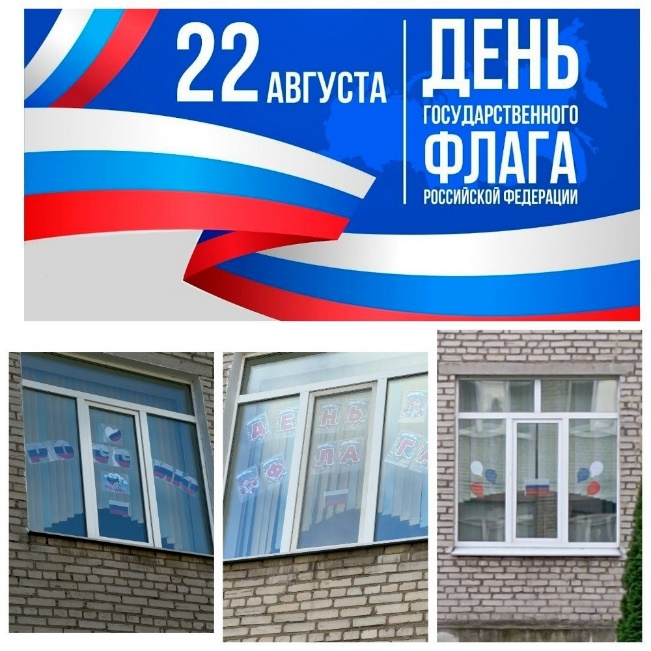 22 АВГУСТА
ДЕНЬ
ГОСУДАРСТВЕННОГО
ФЛАГА
РОССИЙСКОЙ ФЕДЕРАЦИИ
ДЕНЬ
ФЛАГА